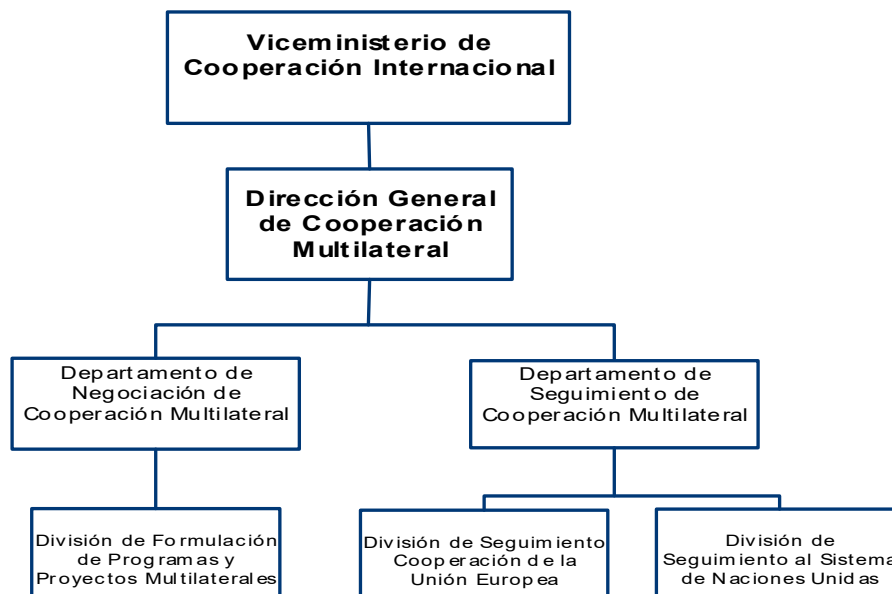 Viceministerio de
Cooperación Internacional
Dirección General
de Cooperación
Multilateral
Departamento de
Negociación de
Cooperación Multilateral
Departamento de
Seguimiento de
Cooperación Multilateral
División de Formulación
de Programas y
Proyectos Multilaterales
División de Seguimiento
Cooperación de la
Unión Europea
División de
Seguimiento al Sistema
de Naciones Unidas